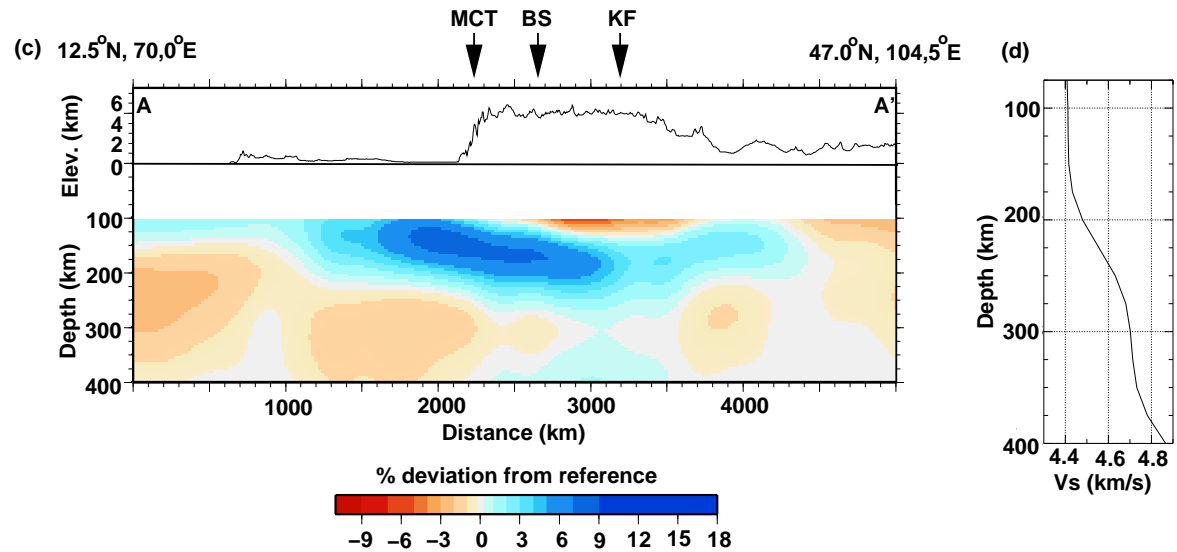 MCT BS KF
(c) 12.5°N, 70,0°E 47.0°N, 104,5°E (d)
A A'
Elev. (km)
6
4
2
0
Depth (km)
100
200
300
400
1000 2000 3000 4000
Distance (km)
% deviation from reference
−9 −6 −3 0 3 6 9 12 15 18
Depth (km)
100
200
300
400
4.4 4.6 4.8
Vs (km/s)